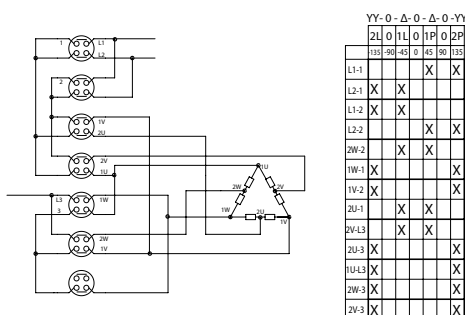 YY- 0 - Δ- 0 - Δ- 0 -YY
2L 0 1L 0 1P 0 2P
-135 -90 -45 0 45 90 135
L1-1 X X
L2-1 X X
L1-2 X X
L2-2 X X
2W-2 X X
1W-1 X X
1V-2 X X
2U-1 X X
2V-L3 X X
2U-3 X X
1U-L3 X X
2W-3 X X
2V-3 X X
1 L1
L2
2
1V
2U
2V
1U
L3 1W
3
2W
1V
1U
2W 2V
1W 2U 1V